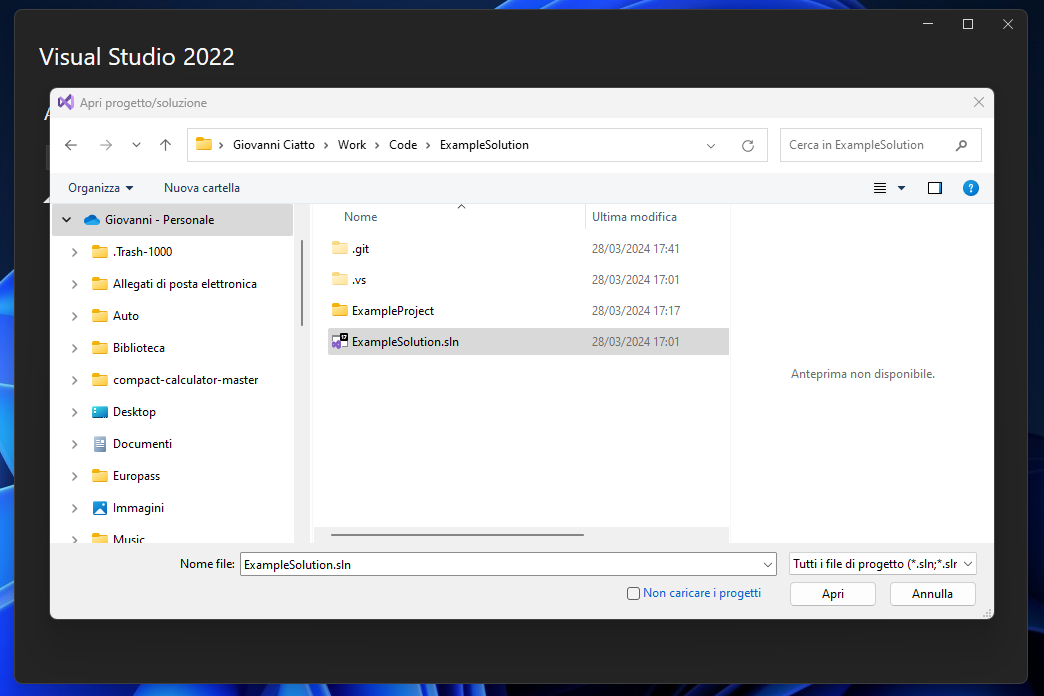 Visual Studio 2022
Apri progetto/soluzione
Giovanni Ciatto > Work > Code > ExampleSolution
Cerca in ExampleSolution
Organizza
Nuova cartella
Giovanni - Personale
.Trash-1000
Allegati di posta elettronica
Auto
Biblioteca
compact-calculator-master
Desktop
Documenti
Europass
Immagini
Music
Nome Ultima modifica
.git 28/03/2024 17:41
.vs 28/03/2024 17:01
ExampleProject 28/03/2024 17:17
ExampleSolution.sln 28/03/2024 17:01
Anteprima non disponibile.
Nome file: ExampleSolution.sln
Tutti i file di progetto (*.sln;*.slr
Non caricare i progetti
Apri
Annulla